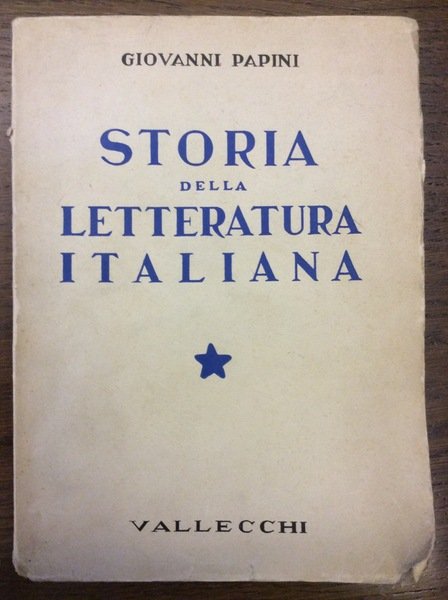 GIOVANNI PAPINI
STORIA
DELLA
LETTERATURA
ITALIANA
VALLECCHI